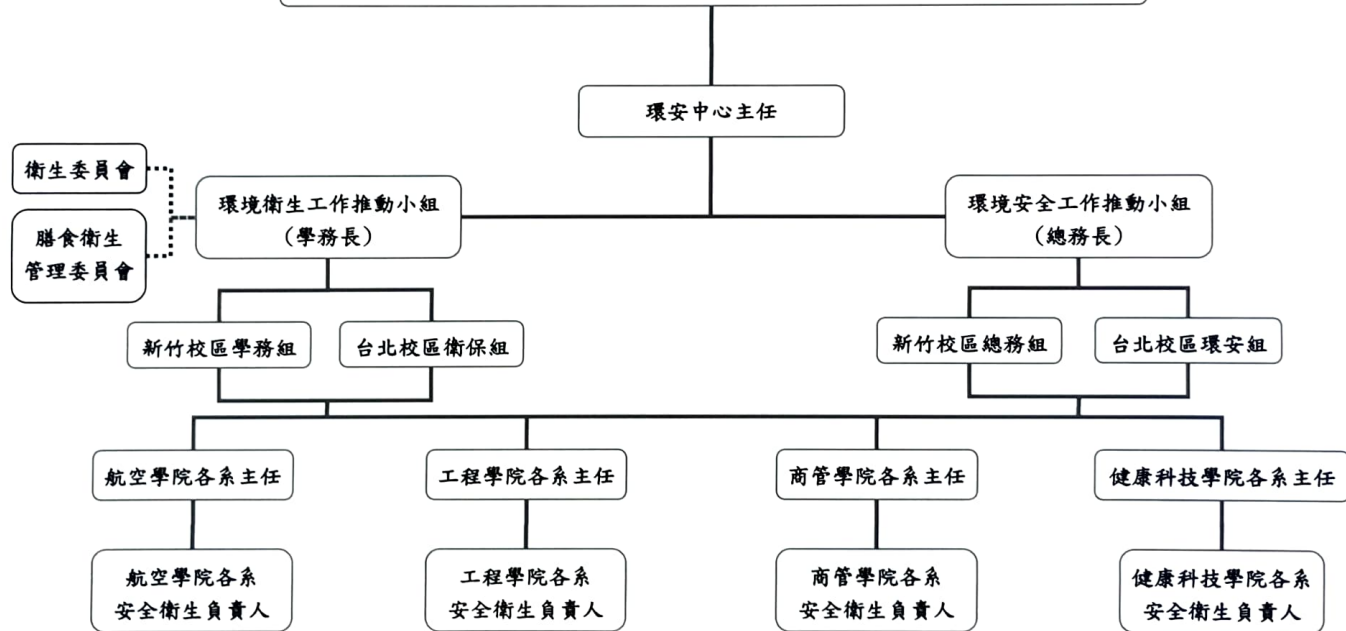 環安中心主任
衛生委員會
膳食衛生
管理委員會
環境衛生工作推動小組
（學務長）
環境安全工作推動小組
（總務長）
新竹校區學務組
台北校區衛保組
新竹校區總務組
台北校區環安組
航空學院各系主任
工程學院各系主任
商管學院各系主任
健康科技學院各系主任
航空學院各系
安全衛生負責人
工程學院各系
安全衛生負責人
商管學院各系
安全衛生負責人
健康科技學院各系
安全衛生負責人